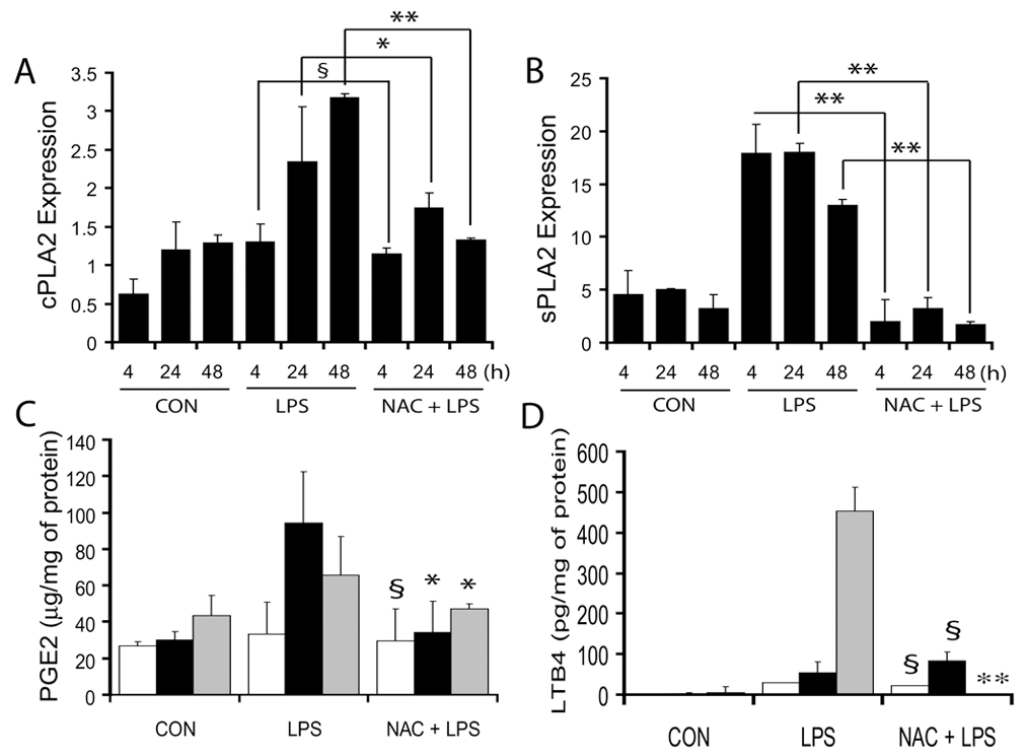 A
cPLA2 Expression
3.5
3
2.5
2
1.5
1
0.5
0
§
*
**
4 24 48 4 24 48 4 24 48 (h)
CON LPS NAC + LPS
B
sPLA2 Expression
25
20
15
10
5
0
**
**
**
4 24 48 4 24 48 4 24 48 (h)
CON LPS NAC + LPS
C
PGE2 (µg/mg of protein)
140
120
100
80
60
40
20
0
§ * *
CON LPS NAC + LPS
D
LTB4 (pg/mg of protein)
600
500
400
300
200
100
0
§ § **
CON LPS NAC + LPS